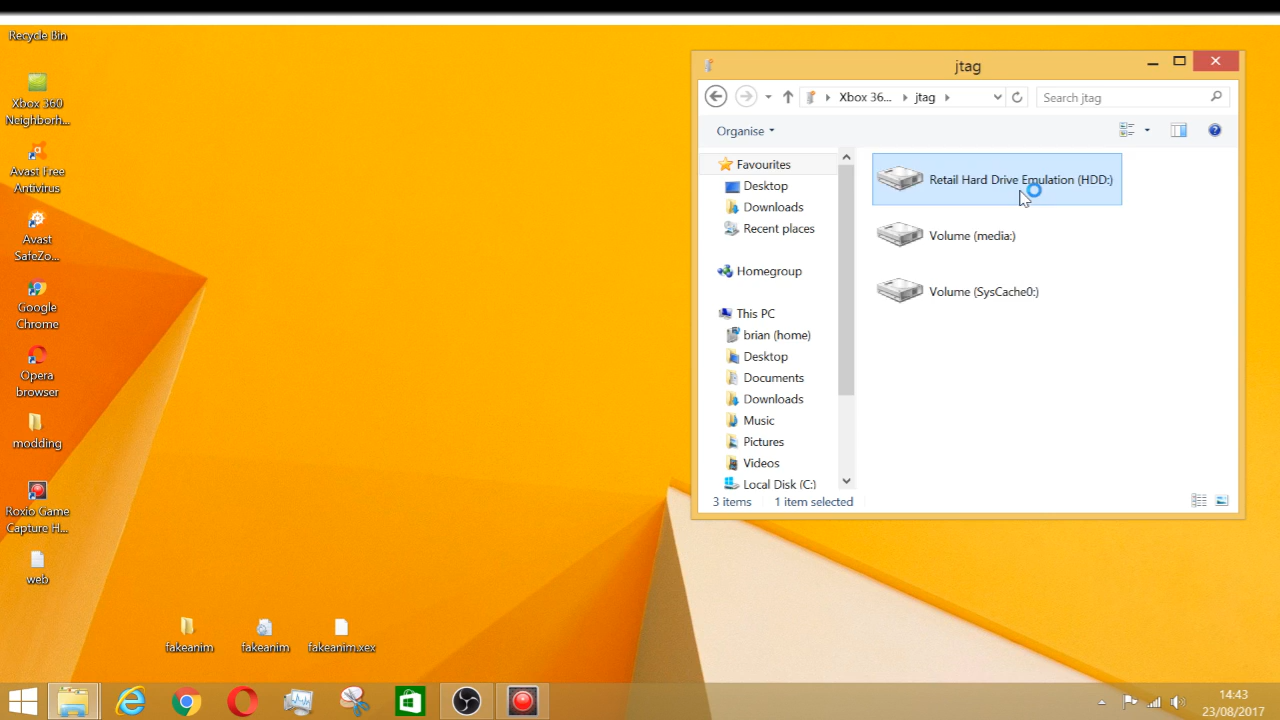 Recycle Bin
Xbox 360
Neighborh...
Avast Free
Antivirus
Avast
SafeZo...
Google
Chrome
Opera
browser
modding
Roxio Game
Capture H...
web
fakeanim
fakeanim
fakeanim.xex
jtag
Xbox 36...
jtag
Search jtag
Organise
Favourites
Desktop
Downloads
Recent places
Homegroup
This PC
brian (home)
Desktop
Documents
Downloads
Music
Pictures
Videos
Local Disk (C:)
Retail Hard Drive Emulation (HDD:)
Volume (media:)
Volume (SysCache0:)
3 items
1 item selected
14:43
23/08/2017